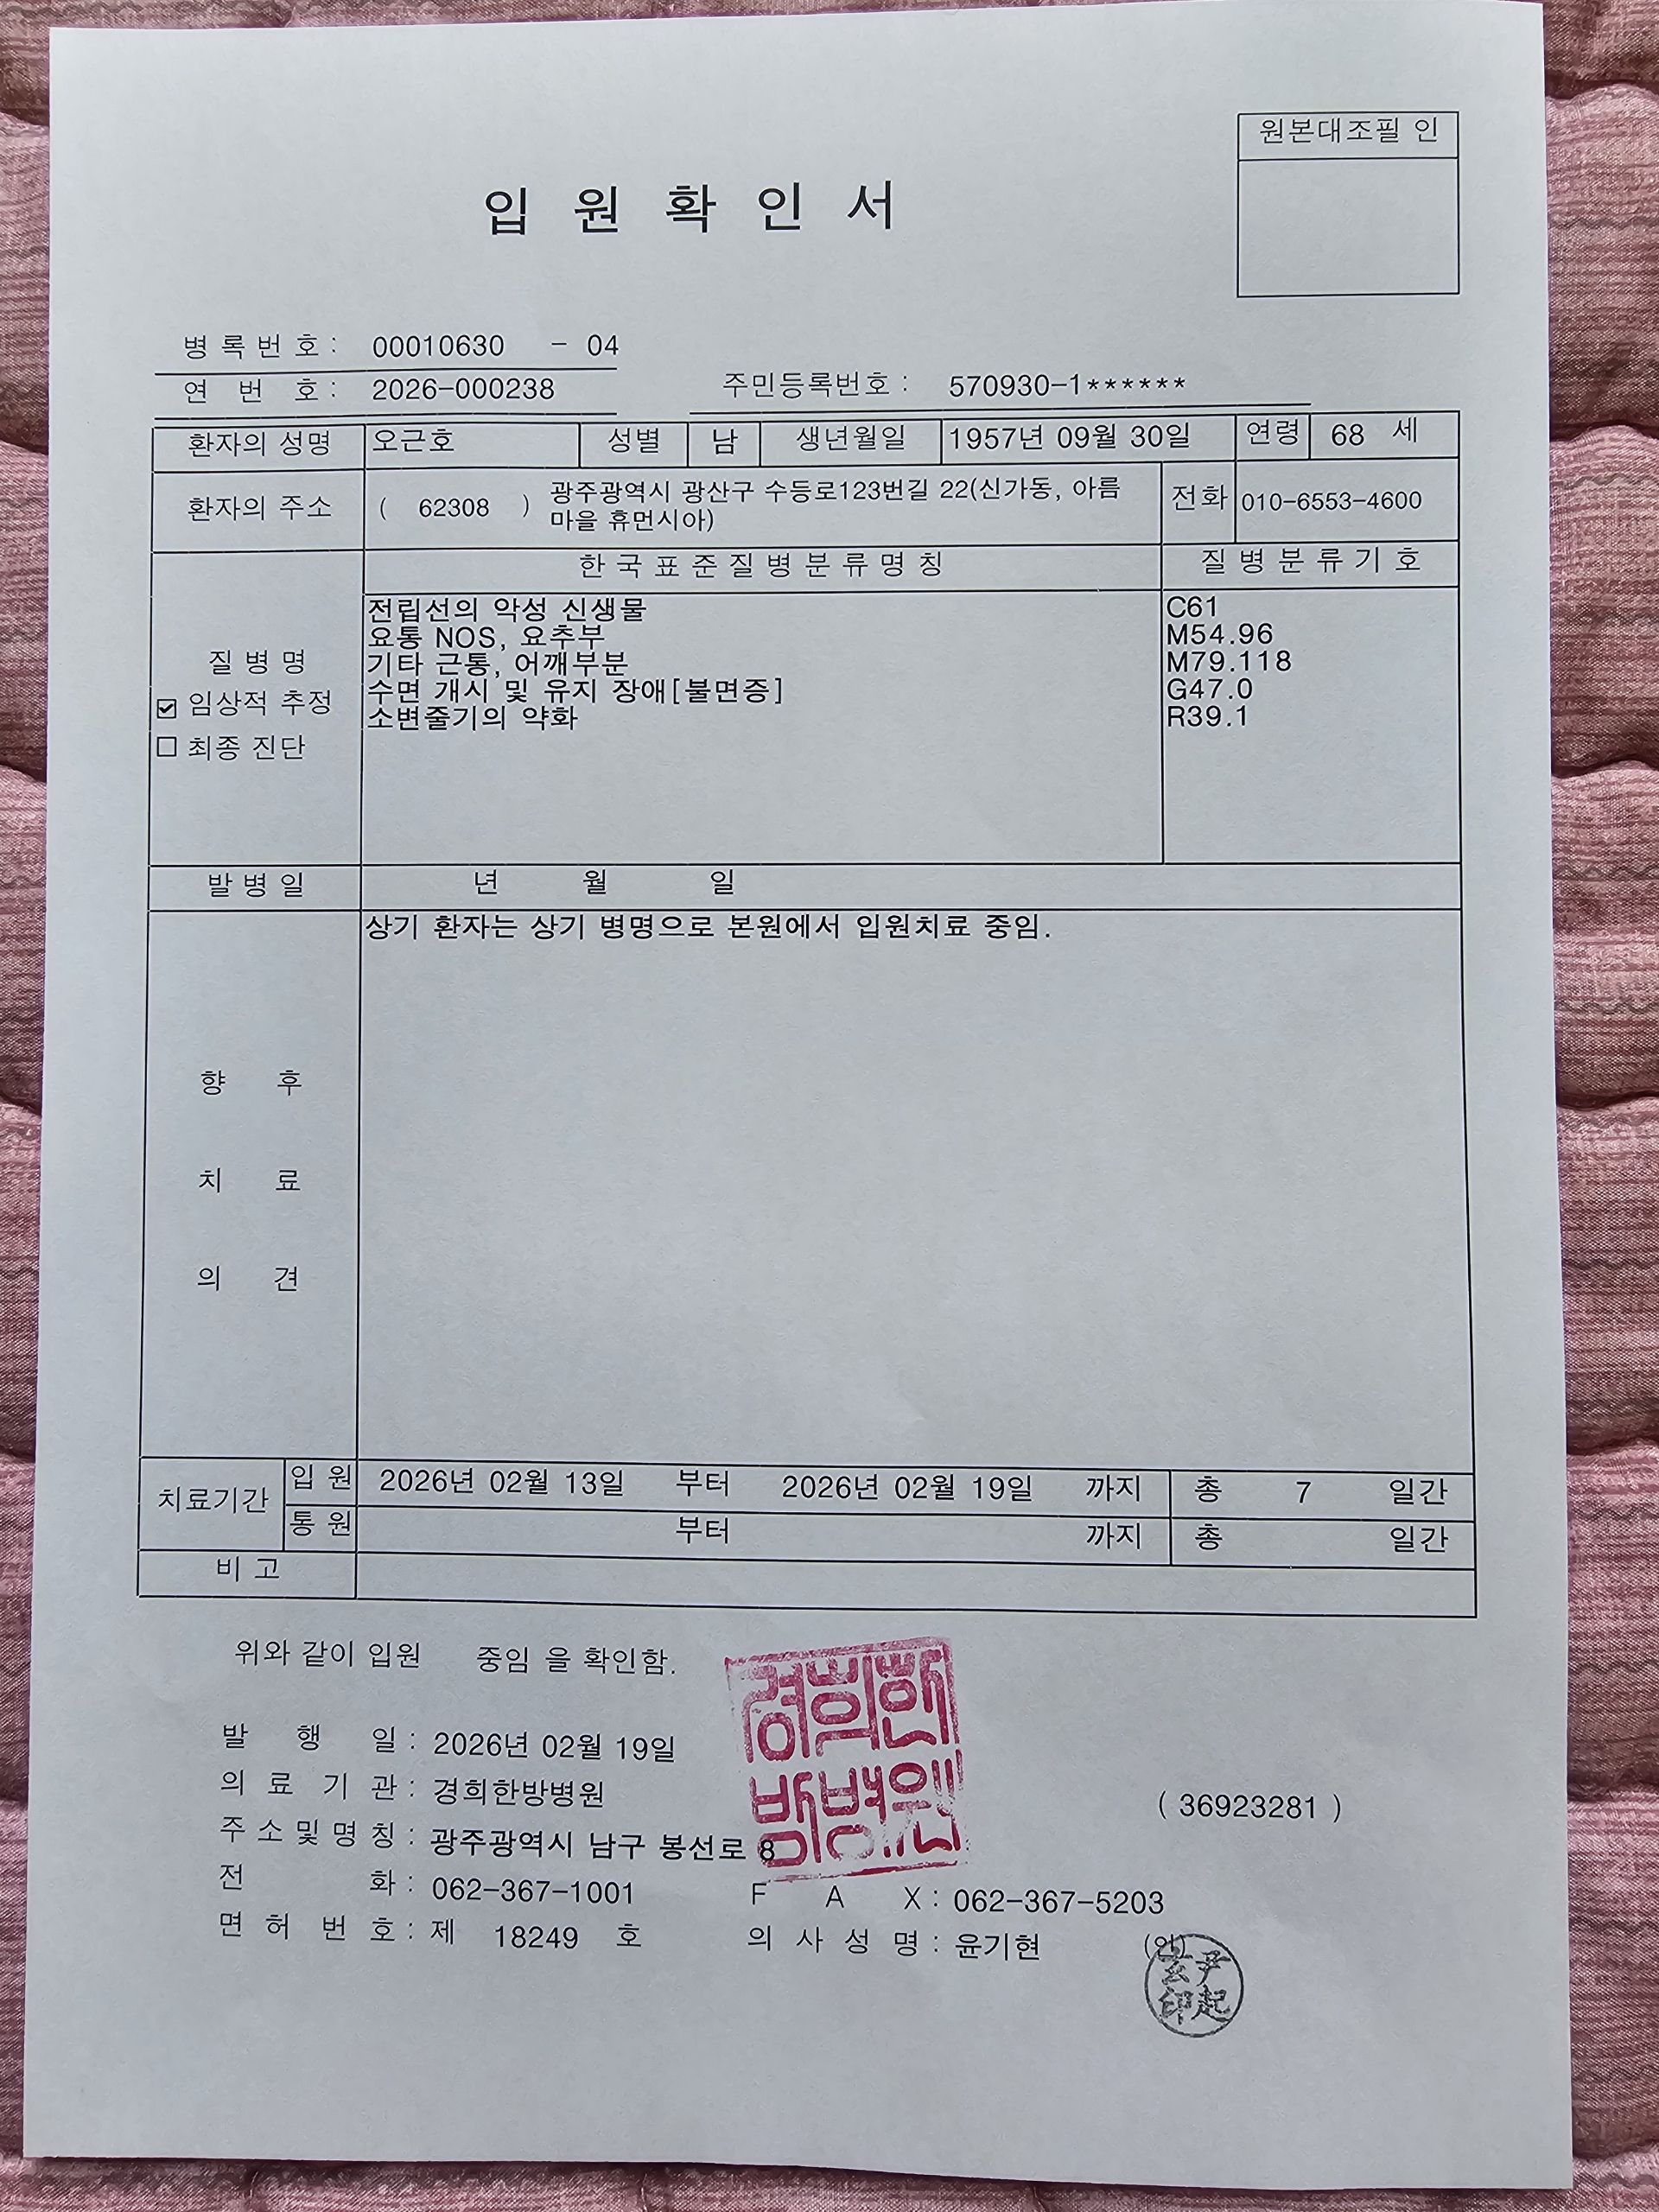 원본대조필 인
입 원 확 인 서
병 록 번 호 : 00010630 - 04
연 번 호 : 2026-000238 주민등록번호 : 570930-1******
환자의 성명 오근호 성별 남 생년월일 1957년 09월 30일 연령 68 세
환자의 주소 ( 62308 ) 광주광역시 광산구 수등로123번길 22(신가동, 아름
마을 휴먼시아) 전화 010-6553-4600
한 국 표 준 질 병 분 류 명 칭 질 병 분 류 기 호
전립선의 악성 신생물 C61
요통 NOS, 요추부 M54.96
질 병 명 기타 근통, 어깨부분 M79.118
☑ 임상적 추정 수면 개시 및 유지 장애[불면증] G47.0
소변줄기의 약화 R39.1
☐ 최종 진단
발 병 일 년 월 일
상기 환자는 상기 병명으로 본원에서 입원치료 중임.
향 후
치 료
의 견
치료기간 입 원 2026년 02월 13일 부터 2026년 02월 19일 까지 총 7 일간
통 원 부터 까지 총 일간
비 고
위와 같이 입원 중임 을 확인함.
발 행 일 : 2026년 02월 19일
의 료 기 관 : 경희한방병원 ( 36923281 )
주 소 및 명 칭 : 광주광역시 남구 봉선로 8
전 화 : 062-367-1001 F A X : 062-367-5203
면 허 번 호 : 제 18249 호 의 사 성 명 : 윤기현 (인)
경희한
방병원